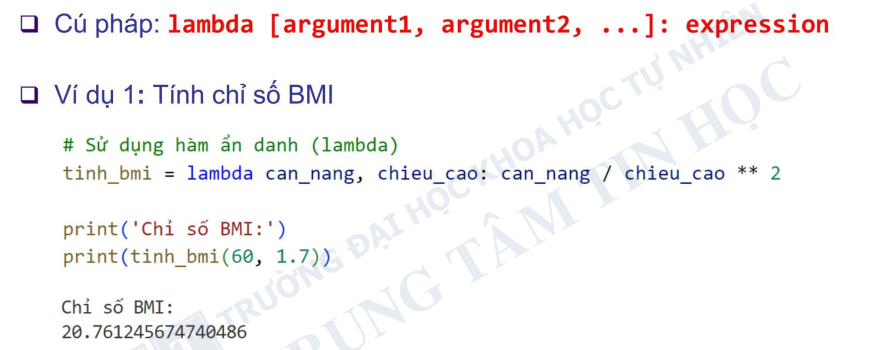 Cú pháp: lambda [argument1, argument2, ...]: expression
Ví dụ 1: Tính chỉ số BMI
# Sử dụng hàm ẩn danh (lambda)
tinh_bmi = lambda can_nang, chieu_cao: can_nang / chieu_cao ** 2
print('Chỉ số BMI:')
print(tinh_bmi(60, 1.7))
Chỉ số BMI:
20.761245674740486
TRƯỜNG ĐẠI HỌC KHOA HỌC TỰ NHIÊN
TRUNG TÂM TIN HỌC